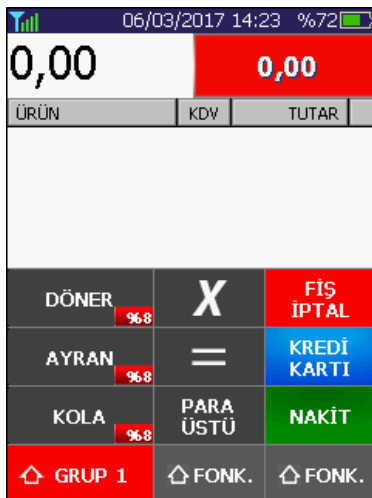 06/03/2017 14:23 %72
0,00 0,00
ÜRÜN KDV TUTAR
DÖNER %8 X FİŞ İPTAL
AYRAN %8 = KREDİ KARTI
KOLA %8 PARA ÜSTÜ NAKİT
GRUP 1 FONK. FONK.